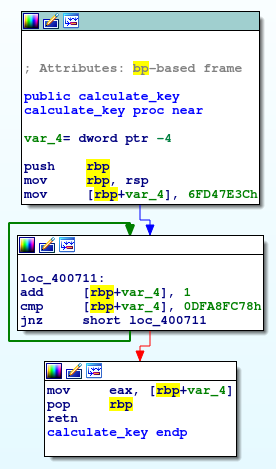 ; Attributes: bp-based frame
public calculate_key
calculate_key proc near
var_4= dword ptr -4
push rbp
mov rbp, rsp
mov [rbp+var_4], 6FD47E3Ch
loc_400711:
add [rbp+var_4], 1
cmp [rbp+var_4], 0DFA8FC78h
jnz short loc_400711
mov eax, [rbp+var_4]
pop rbp
retn
calculate_key endp